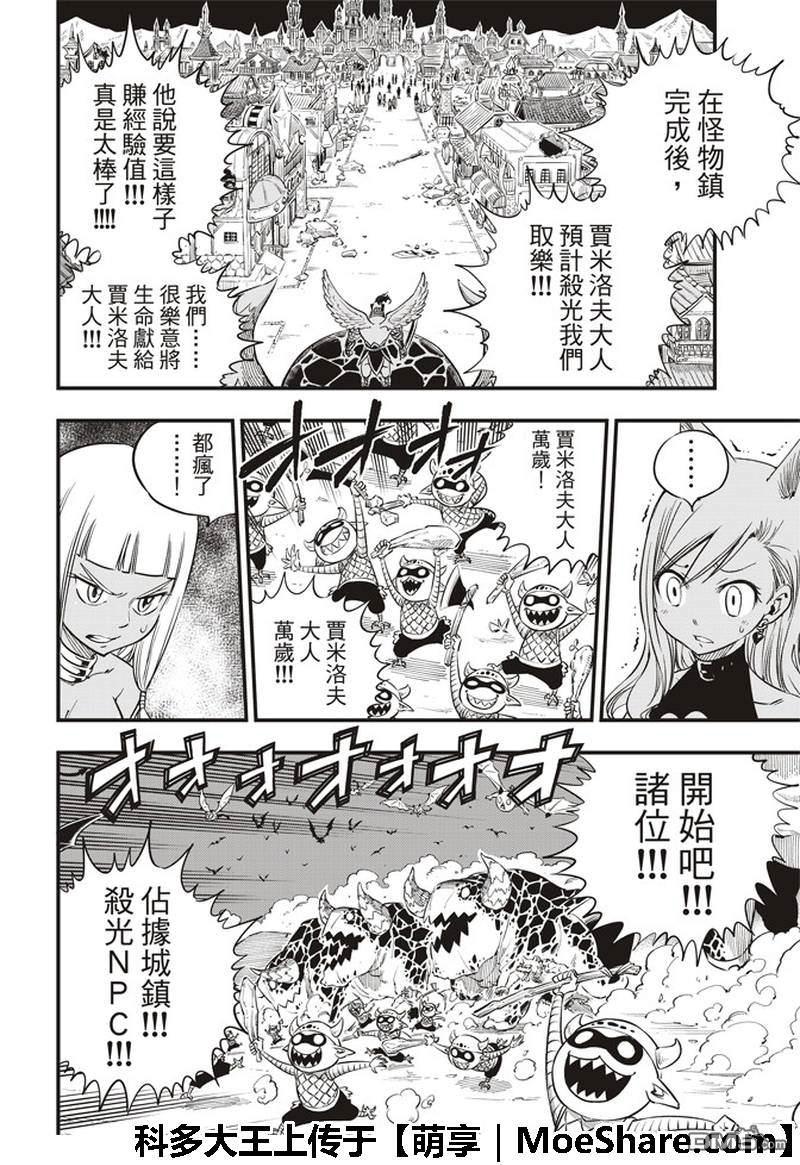 在怪物鎮
完成後，
賈米洛夫大人
預計殺光我們
取樂!!!
他說要這樣子
賺經驗值!!!
真是太棒了!!!!
我們……
很樂意將
生命獻給
賈米洛夫
大人!!!
…
賈米洛夫大人
萬歲！
オオオオ
賈米洛夫
大人
萬歲!!!
都瘋了
……！
開始吧!!!
諸位!!!
オオオオオオオ
佔據城鎮!!!
殺光NPC!!!
科多大王上传于【萌享｜MoeShare.com】